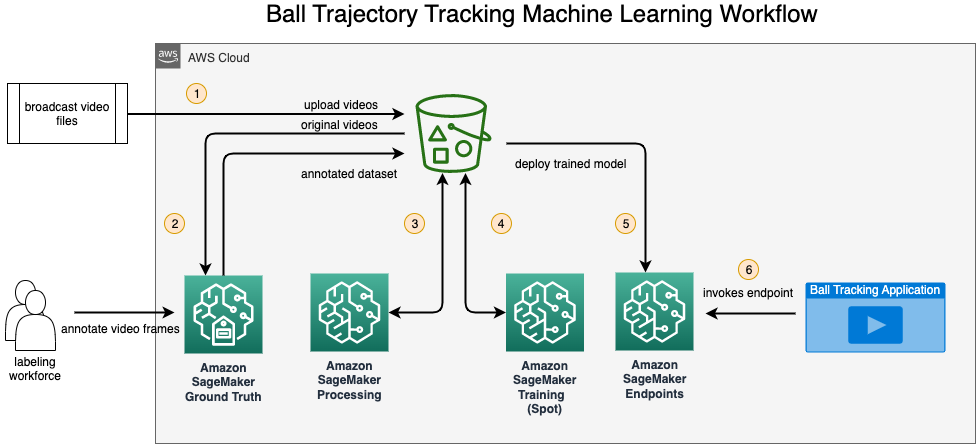 Ball Trajectory Tracking Machine Learning Workflow
aws
AWS Cloud
broadcast video
files
1
upload videos
original videos
annotated dataset
deploy trained model
2
3
4
5
6
invokes endpoint
Ball Tracking Application
annotate video frames
labeling
workforce
Amazon
SageMaker
Ground Truth
Amazon
SageMaker
Processing
Amazon
SageMaker
Training
(Spot)
Amazon
SageMaker
Endpoints